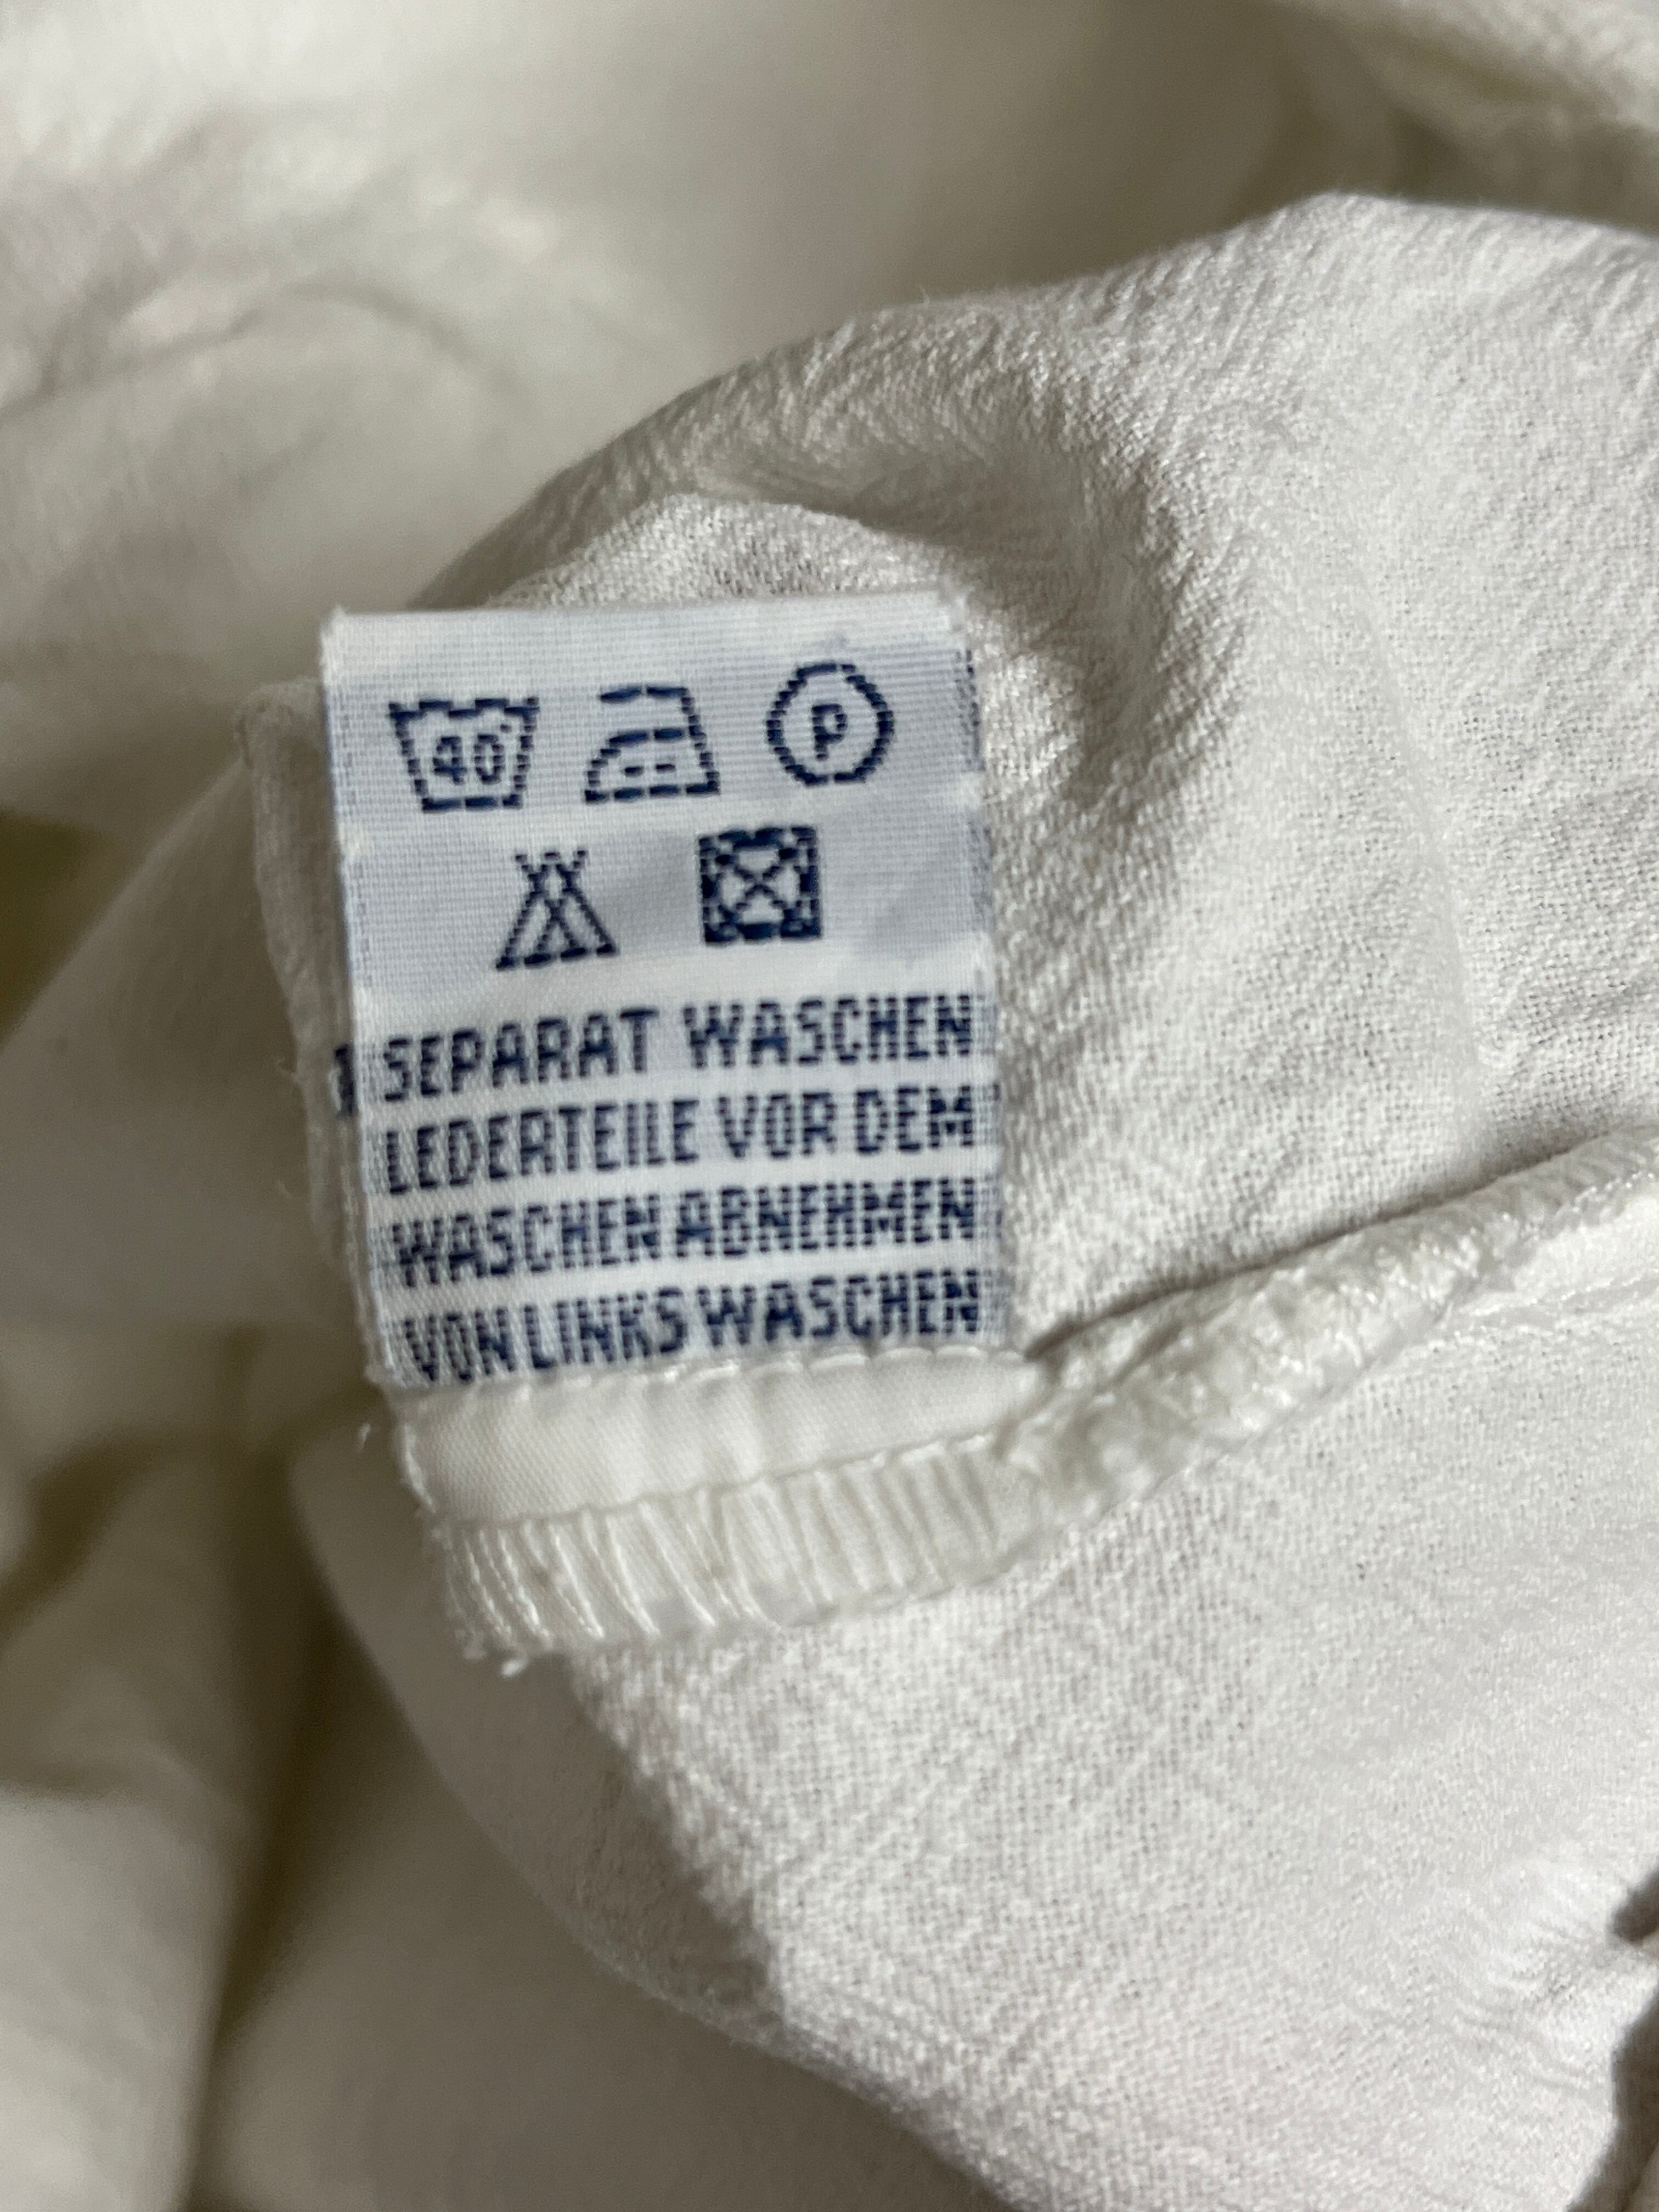 40°
P
SEPARAT WASCHEN
LEDERTEILE VOR DEM
WASCHEN ABNEHMEN
VON LINKS WASCHEN